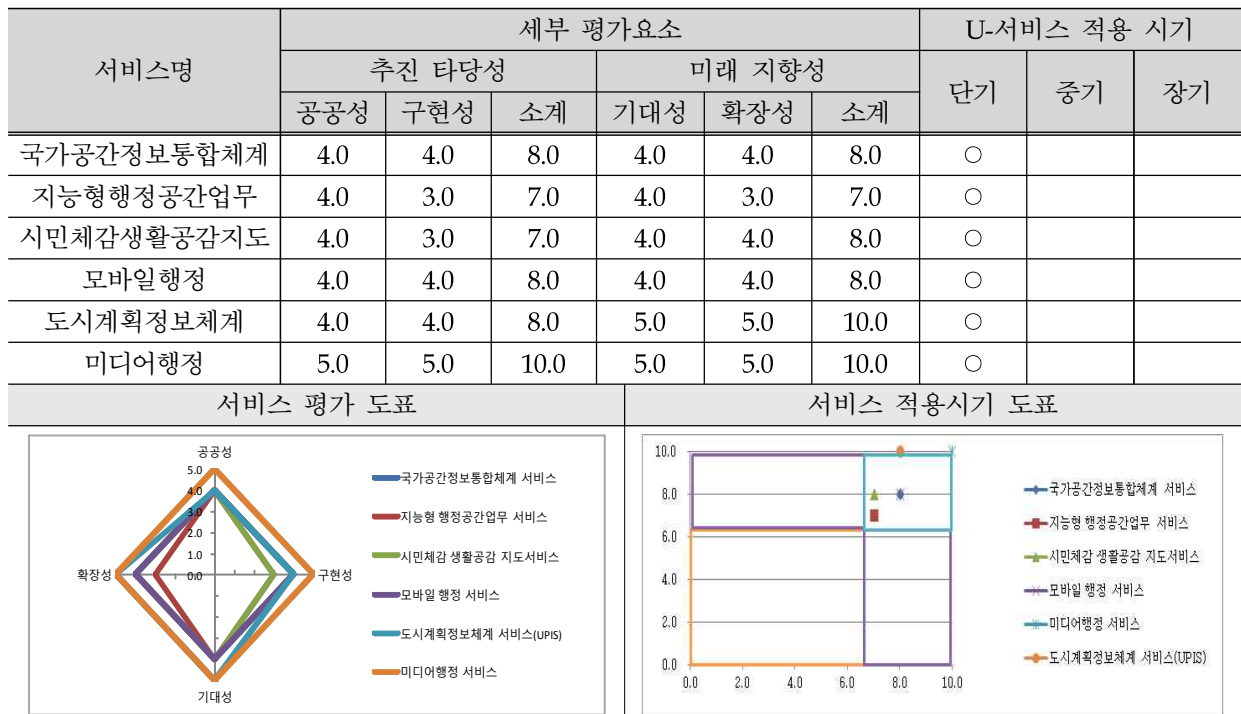 서비스명 세부 평가요소 U-서비스 적용 시기
추진 타당성 미래 지향성 단기 중기 장기
공공성 구현성 소계 기대성 확장성 소계
국가공간정보통합체계 4.0 4.0 8.0 4.0 4.0 8.0 ○
지능형행정공간업무 4.0 3.0 7.0 4.0 3.0 7.0 ○
시민체감생활공감지도 4.0 3.0 7.0 4.0 4.0 8.0 ○
모바일행정 4.0 4.0 8.0 4.0 4.0 8.0 ○
도시계획정보체계 4.0 4.0 8.0 5.0 5.0 10.0 ○
미디어행정 5.0 5.0 10.0 5.0 5.0 10.0 ○
서비스 평가 도표 서비스 적용시기 도표
공공성
5.0
4.0
3.0
2.0
1.0
0.0
확장성
구현성
기대성
국가공간정보통합체계 서비스
지능형 행정공간업무 서비스
시민체감 생활공감 지도서비스
모바일 행정 서비스
도시계획정보체계 서비스(UPIS)
미디어행정 서비스
10.0
8.0
6.0
4.0
2.0
0.0
0.0 2.0 4.0 6.0 8.0 10.0
국가공간정보통합체계 서비스
지능형 행정공간업무 서비스
시민체감 생활공감 지도서비스
모바일 행정 서비스
미디어행정 서비스
도시계획정보체계 서비스(UPIS)